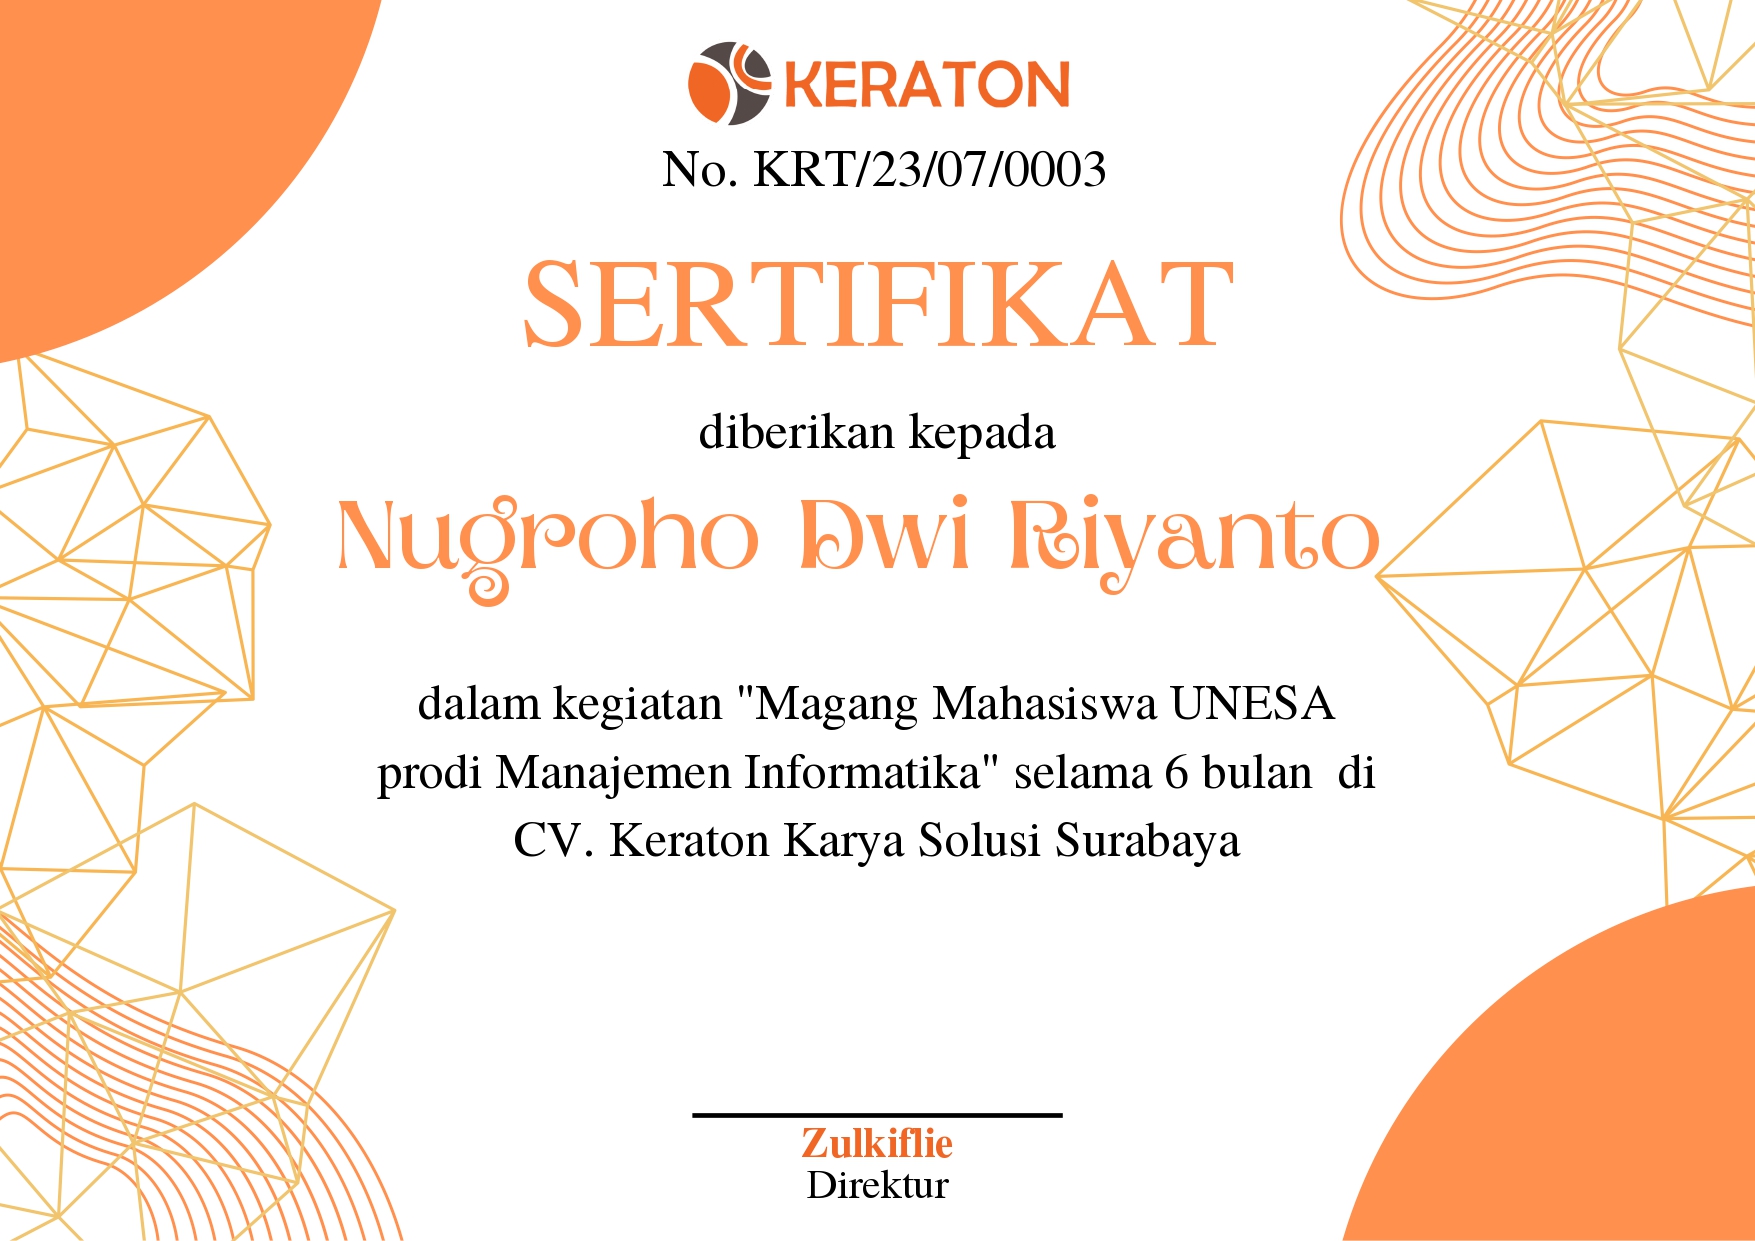 KERATON
No. KRT/23/07/0003
SERTIFIKAT
diberikan kepada
Nugroho Dwi Riyanto
dalam kegiatan "Magang Mahasiswa UNESA
prodi Manajemen Informatika" selama 6 bulan  di
CV. Keraton Karya Solusi Surabaya
Zulkiflie
Direktur